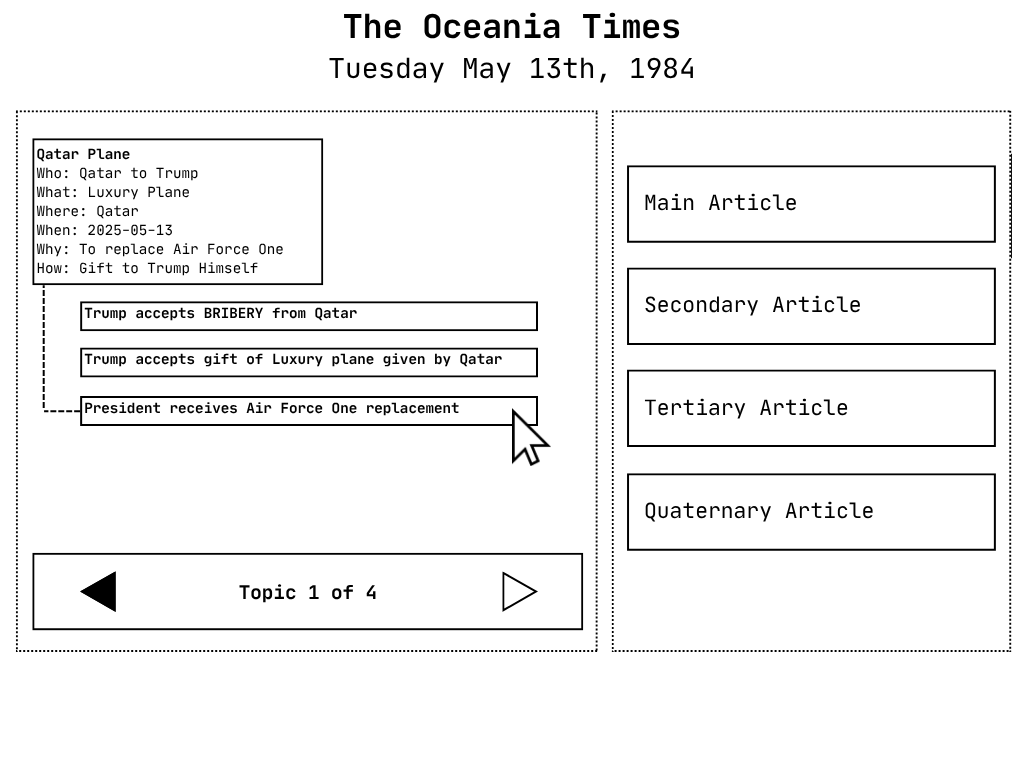 The Oceania Times
Tuesday May 13th, 1984
Qatar Plane
Who: Qatar to Trump
What: Luxury Plane
Where: Qatar
When: 2025-05-13
Why: To replace Air Force One
How: Gift to Trump Himself
Trump accepts BRIBERY from Qatar
Trump accepts gift of Luxury plane given by Qatar
President receives Air Force One replacement
Topic 1 of 4
Main Article
Secondary Article
Tertiary Article
Quaternary Article